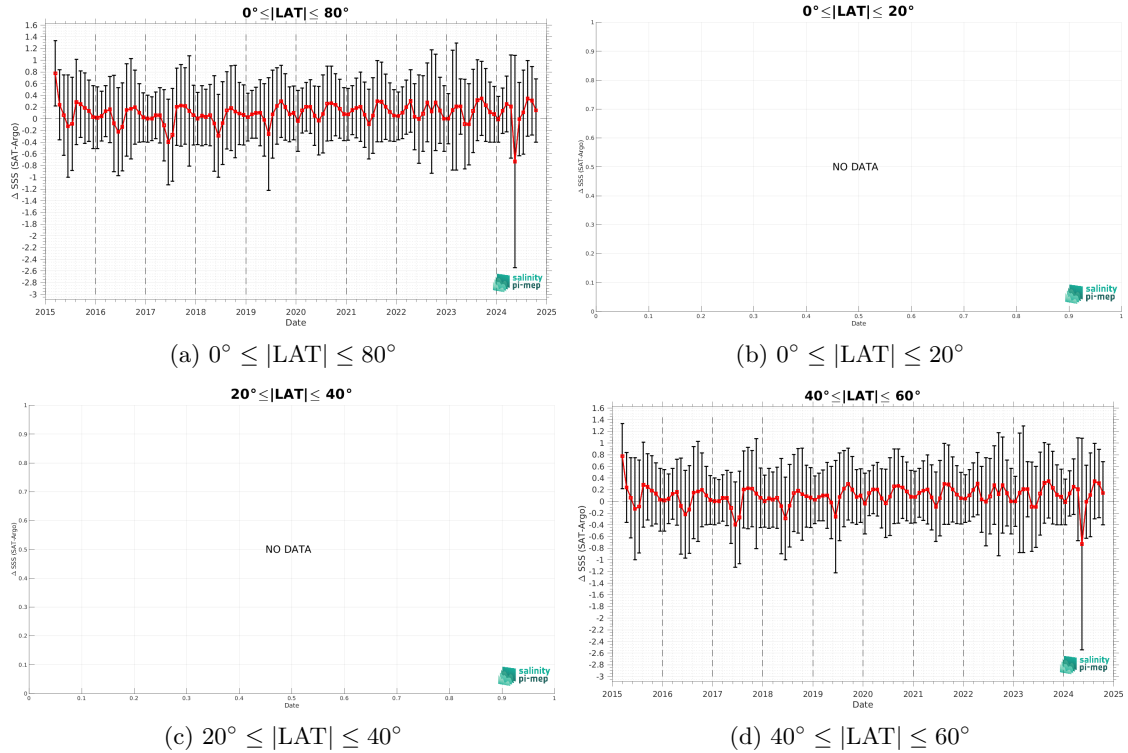 0°≤|LAT|≤ 80°
1.6
1.4
1.2
1
0.8
0.6
0.4
0.2
0
-0.2
-0.4
-0.6
-0.8
-1
-1.2
-1.4
-1.6
-1.8
-2
-2.2
-2.4
-2.6
-2.8
-3
Δ SSS (SAT-Argo)
2015 2016 2017 2018 2019 2020 2021 2022 2023 2024 2025
Date
salinity
pi-mep
(a) 0° ≤ |LAT| ≤ 80°
0°≤|LAT|≤ 20°
1
0.9
0.8
0.7
0.6
0.5
0.4
0.3
0.2
0.1
0
Δ SSS (SAT-Argo)
NO DATA
0 0.1 0.2 0.3 0.4 0.5 0.6 0.7 0.8 0.9 1
Date
salinity
pi-mep
(b) 0° ≤ |LAT| ≤ 20°
20°≤|LAT|≤ 40°
1
0.9
0.8
0.7
0.6
0.5
0.4
0.3
0.2
0.1
0
Δ SSS (SAT-Argo)
NO DATA
0 0.1 0.2 0.3 0.4 0.5 0.6 0.7 0.8 0.9 1
Date
salinity
pi-mep
(c) 20° ≤ |LAT| ≤ 40°
40°≤|LAT|≤ 60°
1.6
1.4
1.2
1
0.8
0.6
0.4
0.2
0
-0.2
-0.4
-0.6
-0.8
-1
-1.2
-1.4
-1.6
-1.8
-2
-2.2
-2.4
-2.6
-2.8
-3
Δ SSS (SAT-Argo)
2015 2016 2017 2018 2019 2020 2021 2022 2023 2024 2025
Date
salinity
pi-mep
(d) 40° ≤ |LAT| ≤ 60°